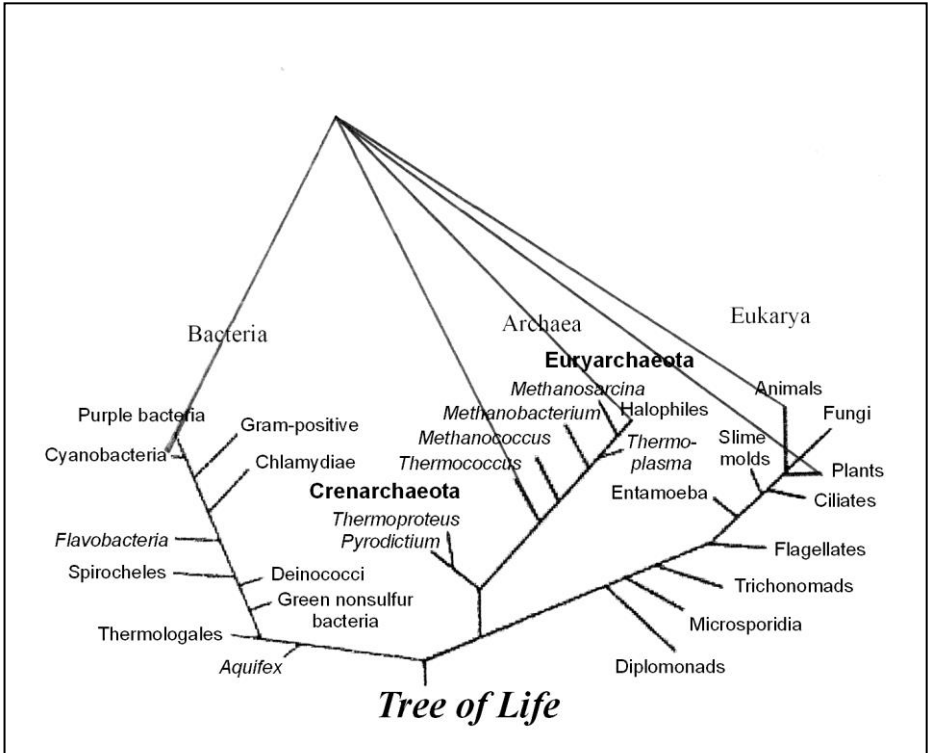 Bacteria
Archaea
Eukarya
Euryarchaeota
Methanosarcina
Animals
Purple bacteria
Methanobacterium
Halophiles
Fungi
Gram-positive
Cyanobacteria
Methanococcus
Thermo-
plasma
Slime
molds
Chlamydiae
Thermococcus
Plants
Crenarchaeota
Entamoeba
Ciliates
Thermoproteus
Pyrodictium
Flavobacteria
Flagellates
Spirocheles
Deinococci
Trichonomads
Green nonsulfur
bacteria
Microsporidia
Thermologales
Aquifex
Diplomonads
Tree of Life